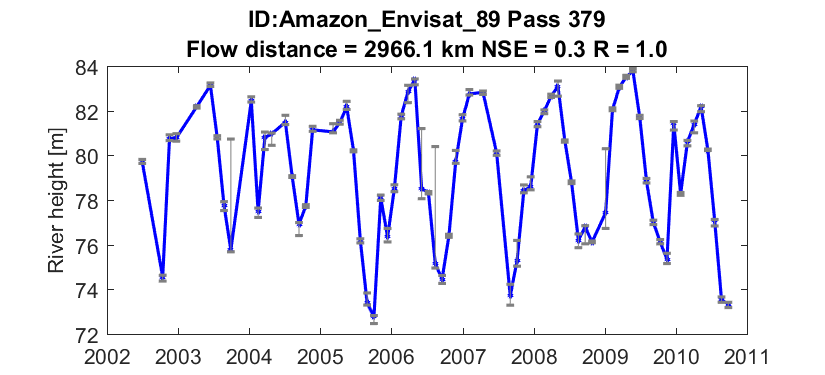 ID:Amazon_Envisat_89 Pass 379
Flow distance = 2966.1 km NSE = 0.3 R = 1.0
84
82
80
78
76
74
72
River height [m]
2002 2003 2004 2005 2006 2007 2008 2009 2010 2011